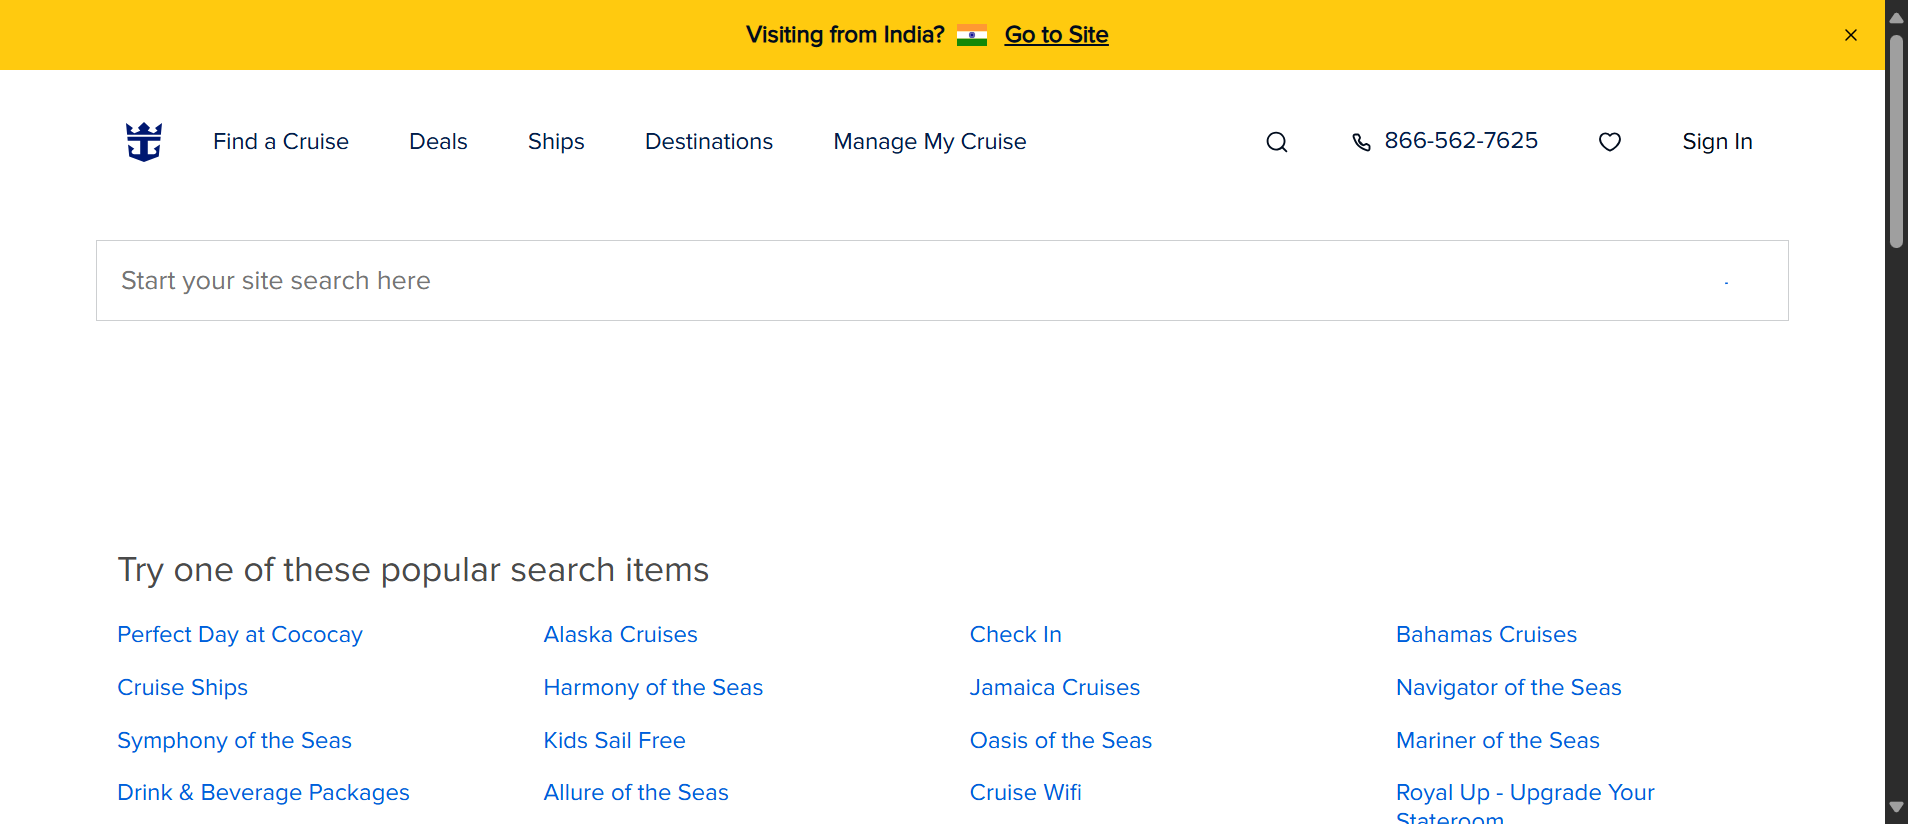 Visiting from India? Go to Site
Find a Cruise Deals Ships Destinations Manage My Cruise 866-562-7625 Sign In
Start your site search here
Try one of these popular search items
Perfect Day at Cococay Alaska Cruises Check In Bahamas Cruises
Cruise Ships Harmony of the Seas Jamaica Cruises Navigator of the Seas
Symphony of the Seas Kids Sail Free Oasis of the Seas Mariner of the Seas
Drink & Beverage Packages Allure of the Seas Cruise Wifi Royal Up - Upgrade Your
Stateroom